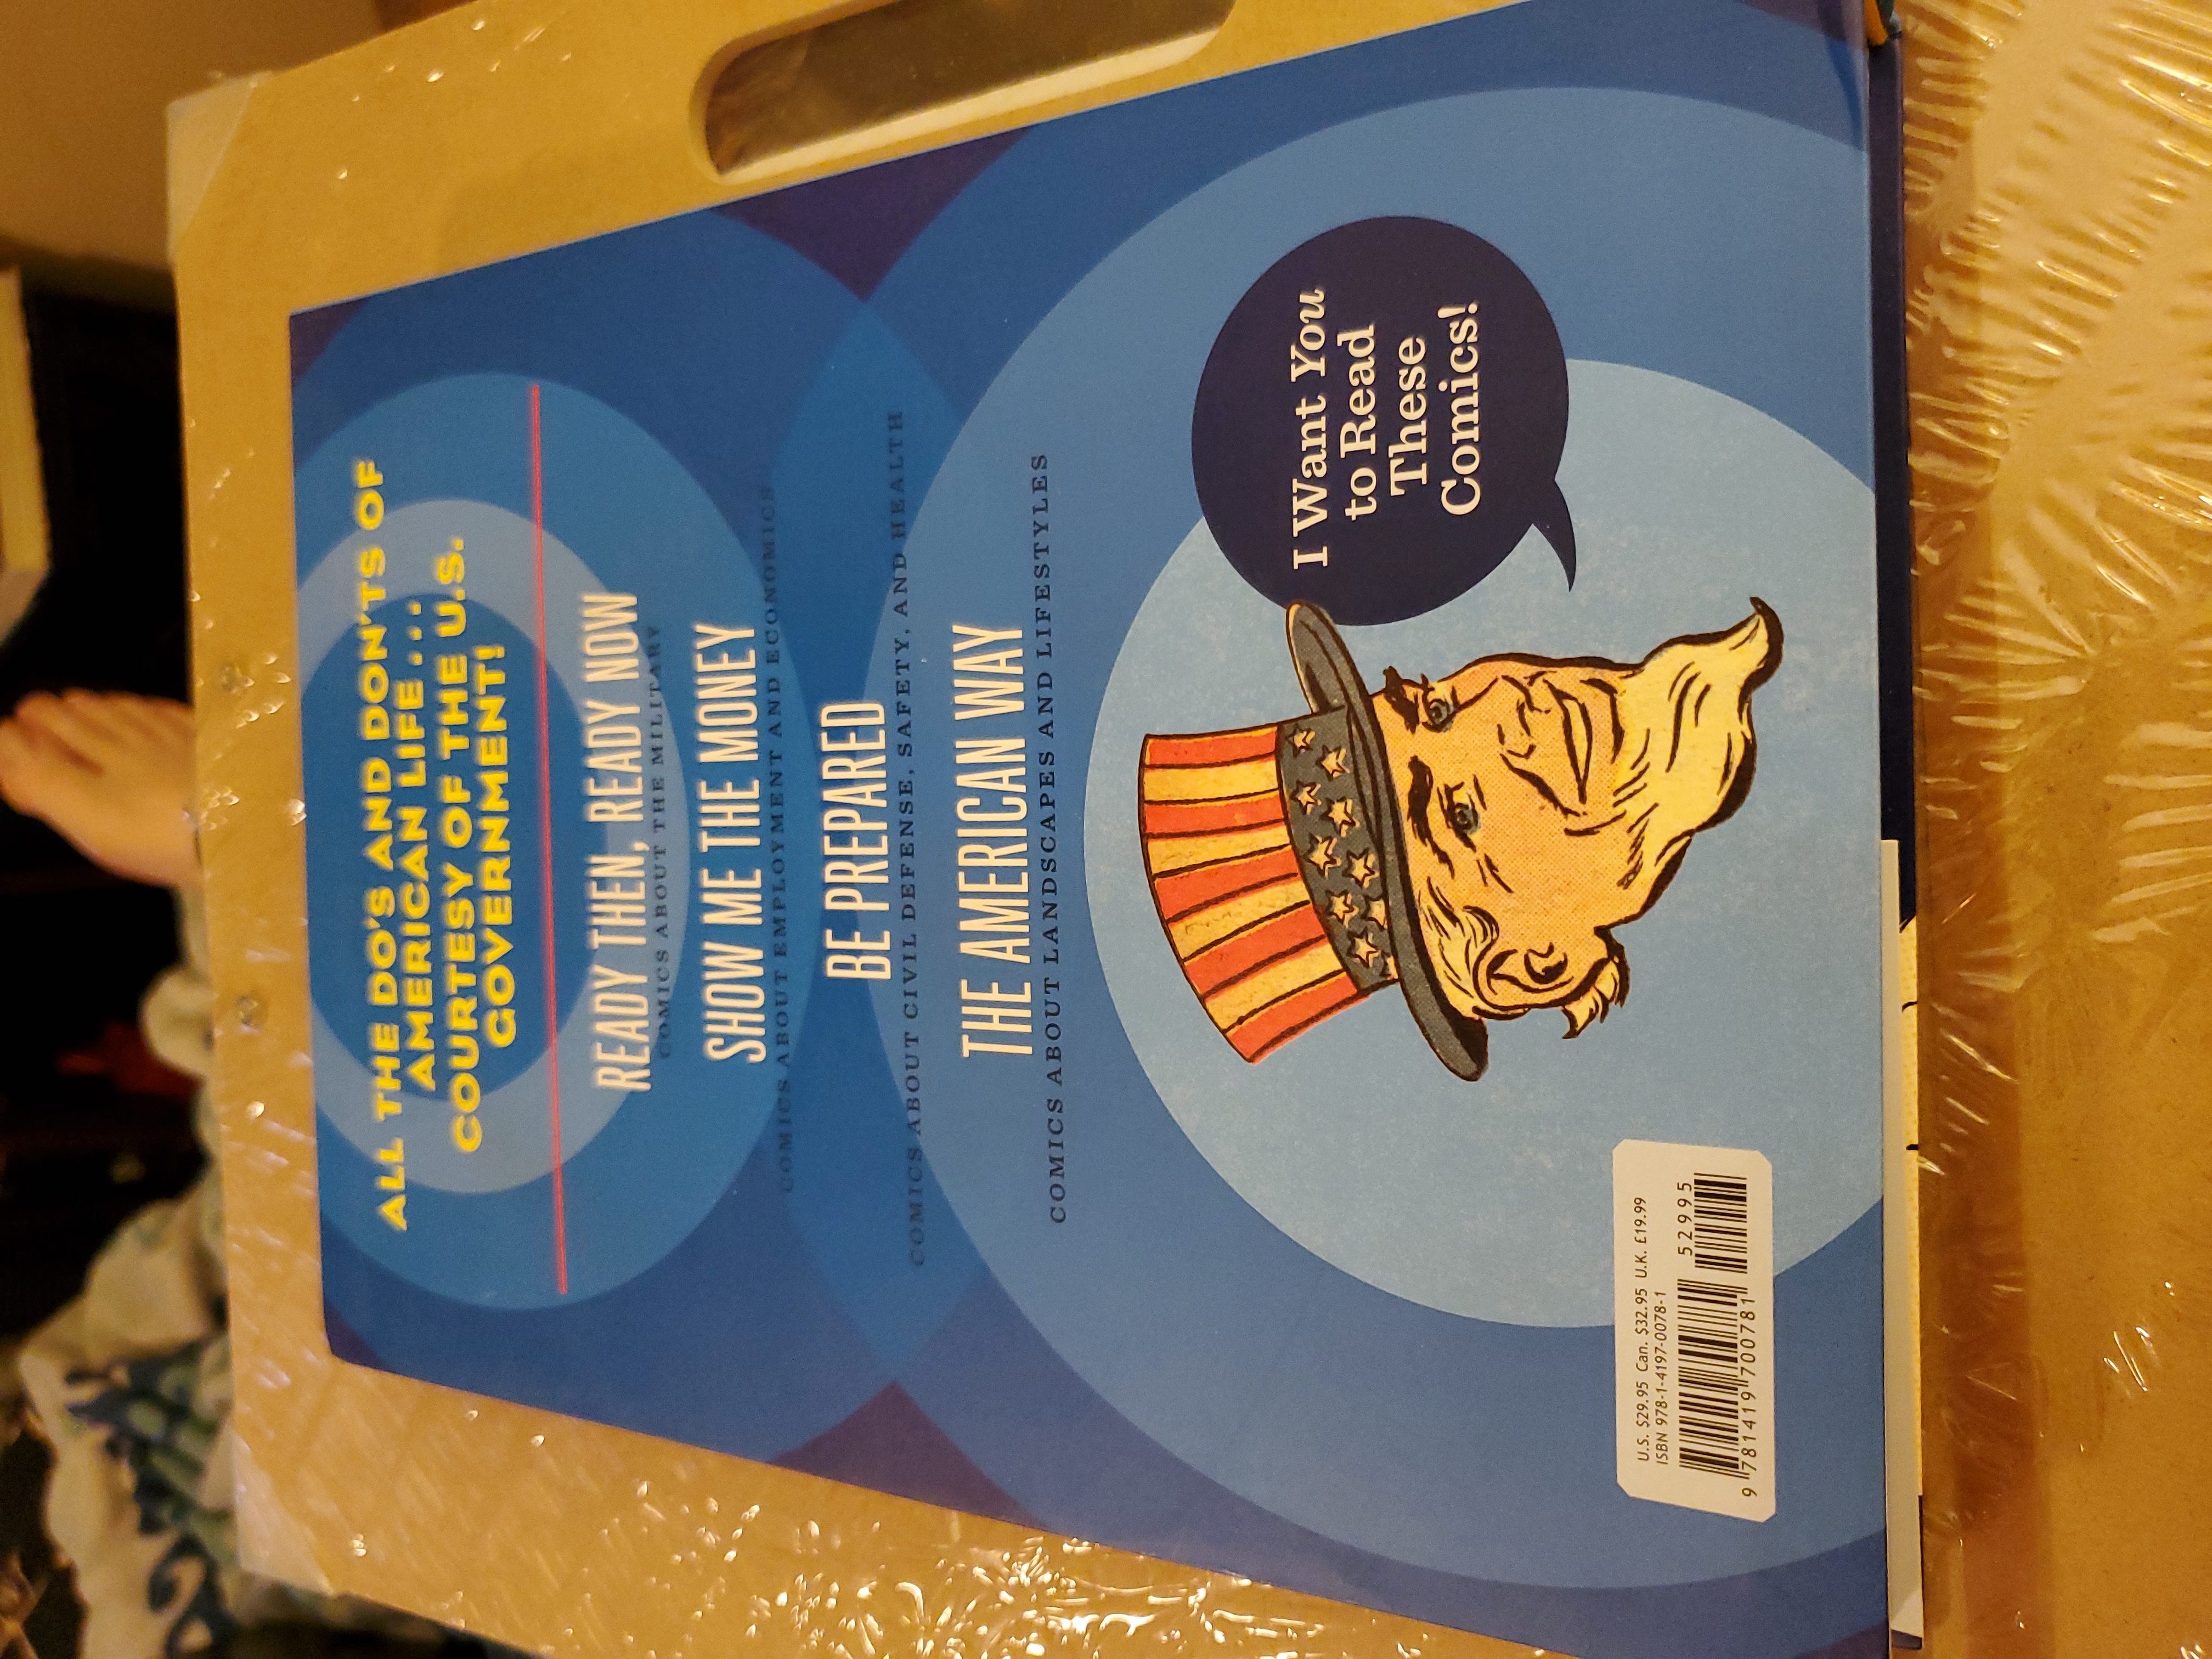 ALL THE DO'S AND DON'TS OF
AMERICAN LIFE . . .
COURTESY OF THE U.S.
GOVERNMENT!
READY THEN, READY NOW
COMICS ABOUT THE MILITARY
SHOW ME THE MONEY
COMICS ABOUT EMPLOYMENT AND ECONOMICS
BE PREPARED
COMICS ABOUT CIVIL DEFENSE, SAFETY, AND HEALTH
THE AMERICAN WAY
COMICS ABOUT LANDSCAPES AND LIFESTYLES
I Want You
to Read
These
Comics!
U.S. $29.95 Can. $32.95 U.K. £19.99
ISBN 978-1-4197-0078-1
52995
9 781419 700781